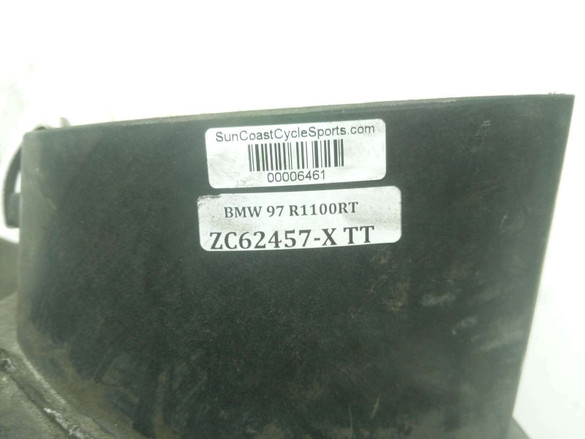 SunCoastCycleSports.com
00006461
BMW 97 R1100RT
ZC62457-X TT